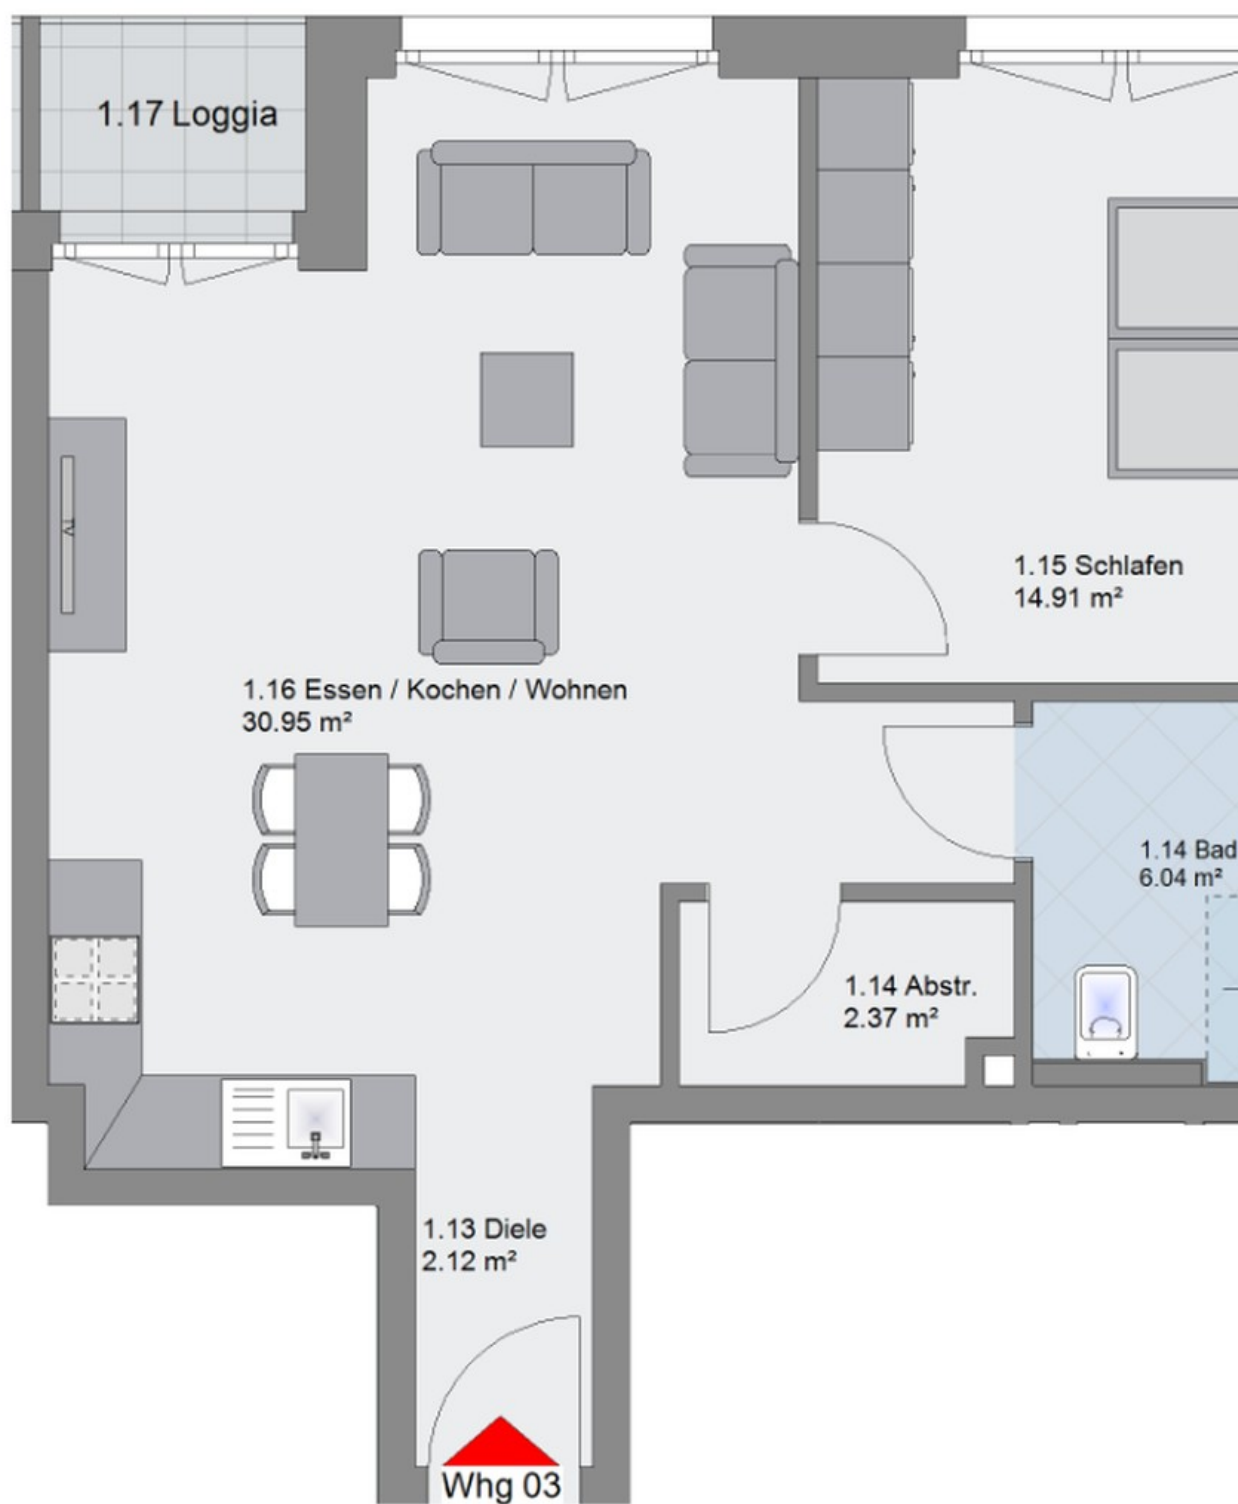 1.17 Loggia
TV
1.15 Schlafen
14.91 m²
1.16 Essen / Kochen / Wohnen
30.95 m²
1.14 Bad
6.04 m²
1.14 Abstr.
2.37 m²
1.13 Diele
2.12 m²
Whg 03